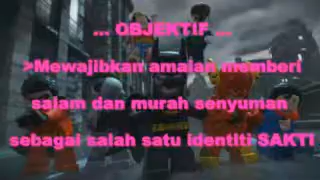 ... OBJEKTIF ...
>Mewajibkan amalan memberi
salam dan murah senyuman
sebagai salah satu identiti SAKTI